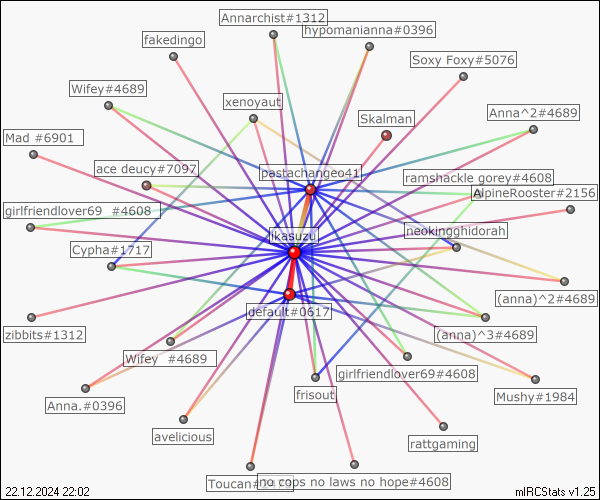 Annarchist#1312
hypomanianna#0396
fakedingo
Soxy Foxy#5076
Wifey#4689
xenoyaut
Anna^2#4689
Skalman
Mad #6901
ace deucy#7097
pastachangeo41
ramshackle gorey#4608
AlpineRooster#2156
girlfriendlover69 #4608
ikasuzu
neokingghidorah
Cypha#1717
(anna)^2#4689
default#0617
zibbits#1312
(anna)^3#4689
Wifey #4689
girlfriendlover69#4608
frisout
Mushy#1984
Anna.#0396
avelicious
rattgaming
no cops no laws no hope#4608
22.12.2024 22:02
mIRCStats v1.25